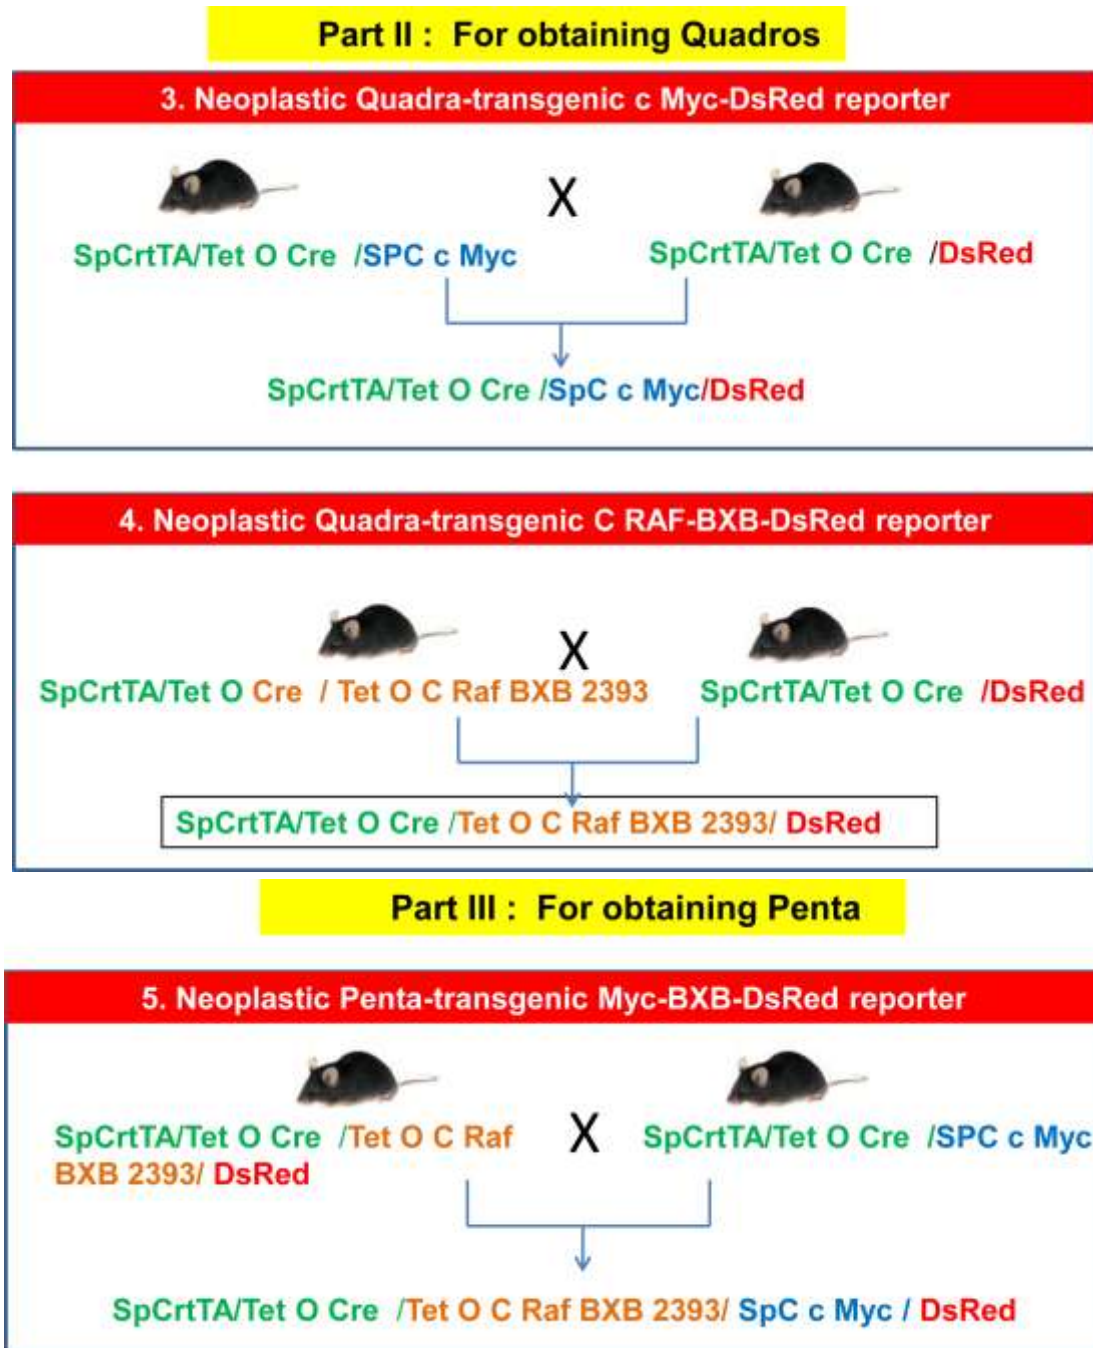 Part II :  For obtaining Quadros
3. Neoplastic Quadra-transgenic c Myc-DsRed reporter
X
SpCrtTA/Tet O Cre /SPC c Myc
SpCrtTA/Tet O Cre /DsRed
SpCrtTA/Tet O Cre /SpC c Myc/DsRed
4. Neoplastic Quadra-transgenic C RAF-BXB-DsRed reporter
X
SpCrtTA/Tet O Cre / Tet O C Raf BXB 2393
SpCrtTA/Tet O Cre /DsRed
SpCrtTA/Tet O Cre /Tet O C Raf BXB 2393/ DsRed
Part III :  For obtaining Penta
5. Neoplastic Penta-transgenic Myc-BXB-DsRed reporter
SpCrtTA/Tet O Cre /Tet O C Raf
BXB 2393/ DsRed
X
SpCrtTA/Tet O Cre /SPC c Myc
SpCrtTA/Tet O Cre /Tet O C Raf BXB 2393/ SpC c Myc / DsRed